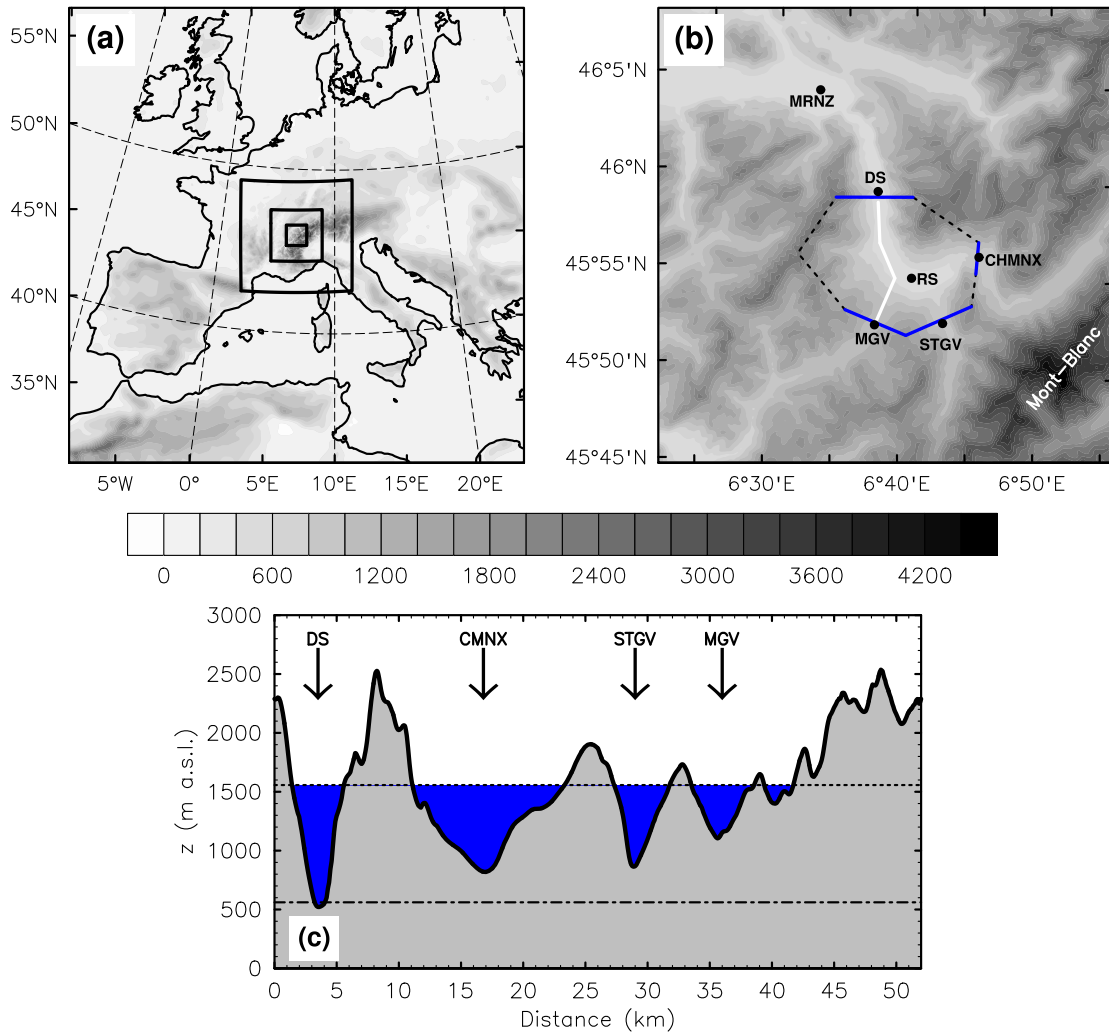 (a)
55°N
50°N
45°N
40°N
35°N
5°W 0° 5°E 10°E 15°E 20°E
(b)
46°5'N
46°N
45°55'N
45°50'N
45°45'N
6°30'E 6°40'E 6°50'E
MRNZ
DS
CHMNX
RS
MGV
STGV
Mont-Blanc
0 600 1200 1800 2400 3000 3600 4200
3000
2500
2000
1500
1000
500
0
z (m a.s.l.)
DS CMNX STGV MGV
(c)
0 5 10 15 20 25 30 35 40 45 50
Distance (km)